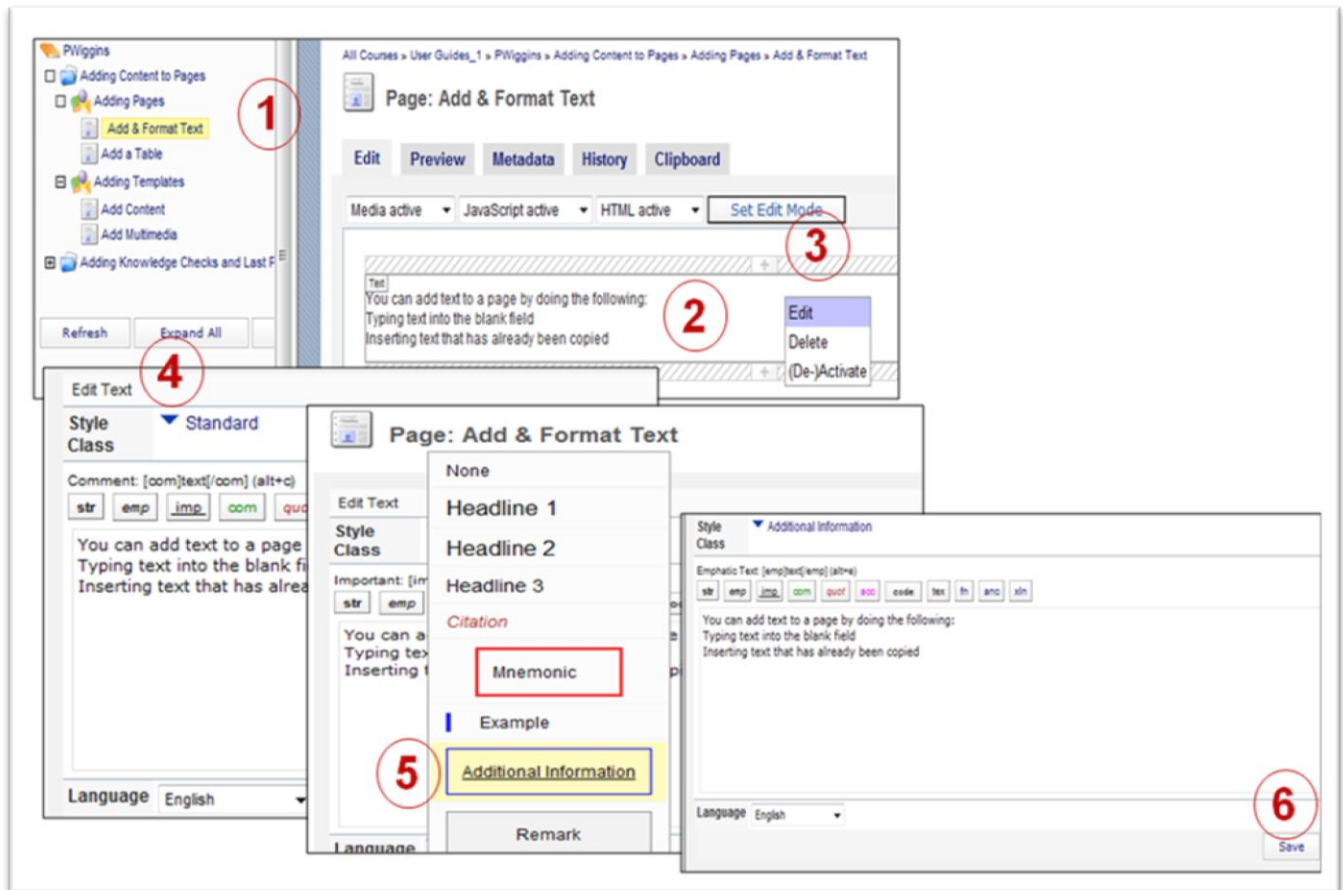 PWiggins
Adding Content to Pages
Adding Pages
Add & Format Text
Add a Table
Adding Templates
Add Content
Add Multimedia
Adding Knowledge Checks and Last
Refresh
Expand All
1
All Courses » User Guides_1 » PWiggins » Adding Content to Pages » Adding Pages » Add & Format Text
Page: Add & Format Text
Edit Preview Metadata History Clipboard
Media active JavaScript active HTML active Set Edit Mode
3
+
Text
You can add text to a page by doing the following:
Typing text into the blank field
Inserting text that has already been copied
2
Edit
Delete
(De-)Activate
+
4
Edit Text
Style Standard
Class
Comment: [com]text[/com] (alt+c)
str emp imp com
You can add text to a page
Typing text into the blank
Inserting text that has
Language English
Page: Add & Format Text
Edit Text
Style
Class
Important:
str emp
You can
Typing
Inserting
Language
None
Headline 1
Headline 2
Headline 3
Citation
Mnemonic
Example
5
Additional Information
Remark
Style Additional Information
Class
Emphatic Text: [emp]text[/emp] (alt+e)
str emp imp com quot acc code tex fn anc xln
You can add text to a page by doing the following:
Typing text into the blank field
Inserting text that has already been copied
Language English
6
Save